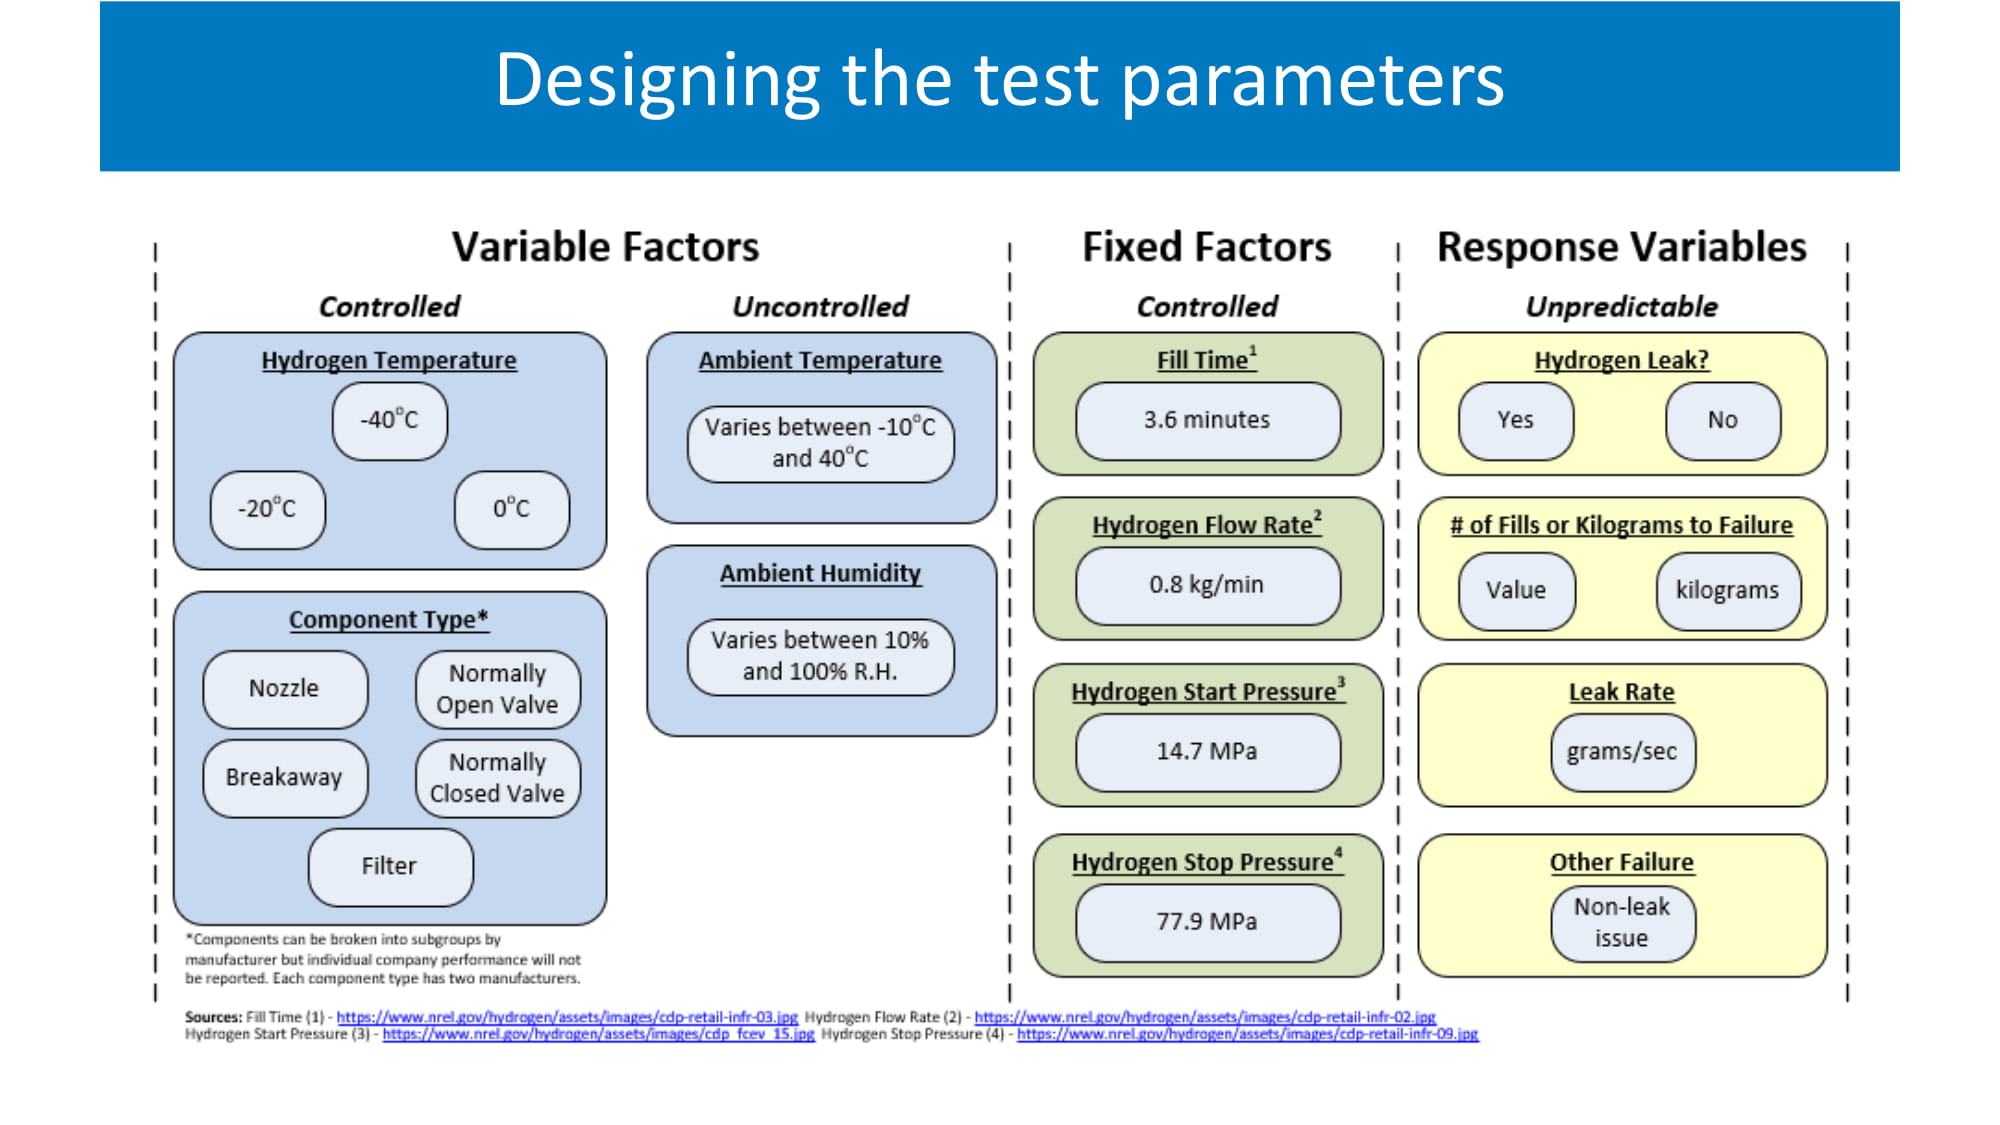 Designing the test parameters
Variable Factors
Controlled
Hydrogen Temperature
-40°C
-20°C
0°C
Component Type*
Nozzle
Normally
Open Valve
Breakaway
Normally
Closed Valve
Filter
*Components can be broken into subgroups by
manufacturer but individual company performance will not
be reported. Each component type has two manufacturers.
Uncontrolled
Ambient Temperature
Varies between -10°C
and 40°C
Ambient Humidity
Varies between 10%
and 100% R.H.
Fixed Factors
Controlled
Fill Time¹
3.6 minutes
Hydrogen Flow Rate²
0.8 kg/min
Hydrogen Start Pressure³
14.7 MPa
Hydrogen Stop Pressure⁴
77.9 MPa
Response Variables
Unpredictable
Hydrogen Leak?
Yes
No
# of Fills or Kilograms to Failure
Value
kilograms
Leak Rate
grams/sec
Other Failure
Non-leak
issue
Sources: Fill Time (1) - https://www.nrel.gov/hydrogen/assets/images/cdp-retail-infr-03.jpg Hydrogen Flow Rate (2) - https://www.nrel.gov/hydrogen/assets/images/cdp-retail-infr-02.jpg
Hydrogen Start Pressure (3) - https://www.nrel.gov/hydrogen/assets/images/cdp_fcev_15.jpg Hydrogen Stop Pressure (4) - https://www.nrel.gov/hydrogen/assets/images/cdp-retail-infr-09.jpg